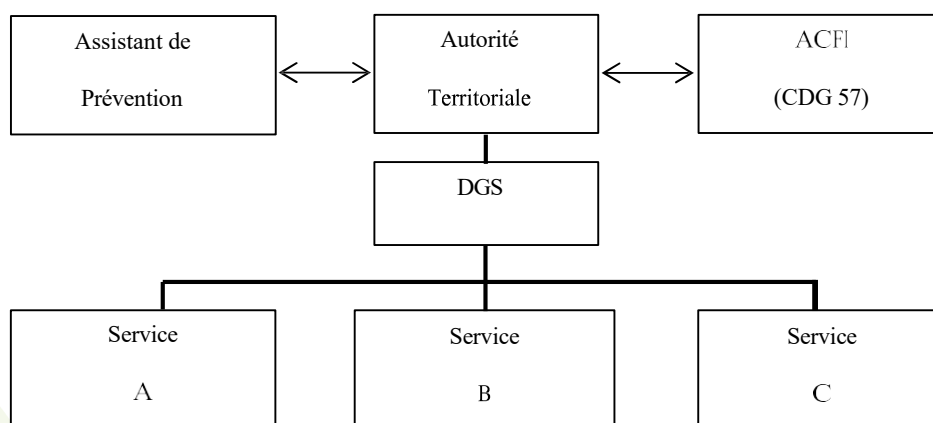 Assistant de
Prévention
Autorité
Territoriale
ACFI
(CDG 57)
DGS
Service
A
Service
B
Service
C